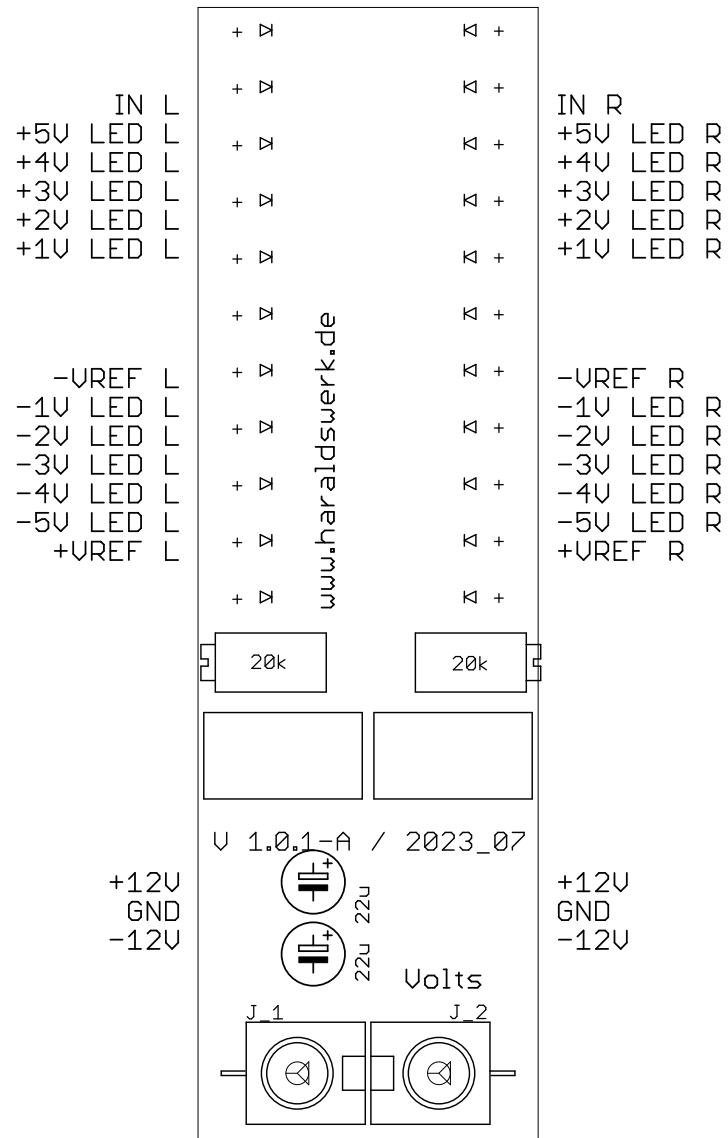 IN L
+5V LED L
+4V LED L
+3V LED L
+2V LED L
+1V LED L
-VREF L
-1V LED L
-2V LED L
-3V LED L
-4V LED L
-5V LED L
+VREF L
IN R
+5V LED R
+4V LED R
+3V LED R
+2V LED R
+1V LED R
-VREF R
-1V LED R
-2V LED R
-3V LED R
-4V LED R
-5V LED R
+VREF R
www.haraldswerk.de
20k
20k
V 1.0.1-A / 2023_07
+12V
GND
-12V
+12V
GND
-12V
22u
22u
Volts
J_1
J_2